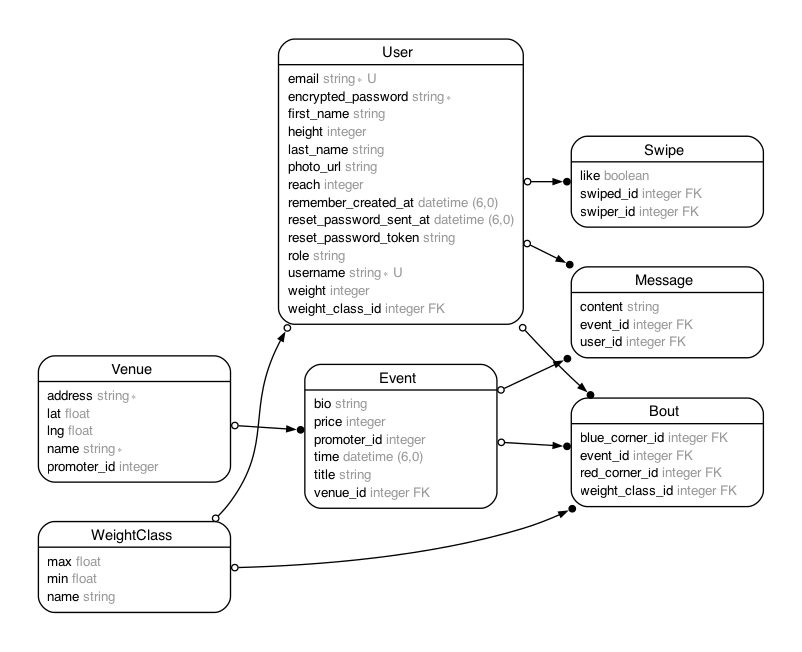 User
email string∗ U
encrypted_password string∗
first_name string
height integer
last_name string
photo_url string
reach integer
remember_created_at datetime (6,0)
reset_password_sent_at datetime (6,0)
reset_password_token string
role string
username string∗ U
weight integer
weight_class_id integer FK
Swipe
like boolean
swiped_id integer FK
swiper_id integer FK
Message
content string
event_id integer FK
user_id integer FK
Venue
address string∗
lat float
lng float
name string∗
promoter_id integer
Event
bio string
price integer
promoter_id integer
time datetime (6,0)
title string
venue_id integer FK
Bout
blue_corner_id integer FK
event_id integer FK
red_corner_id integer FK
weight_class_id integer FK
WeightClass
max float
min float
name string